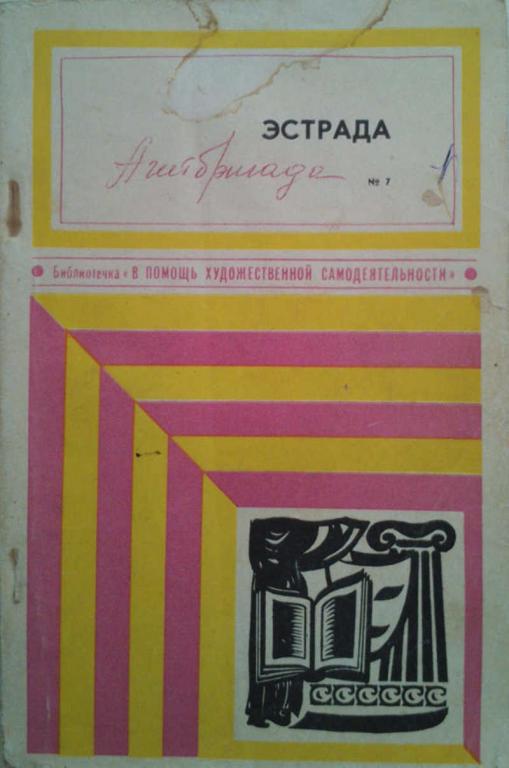 ЭСТРАДА
Агитбригада № 7
Библиотечка «В ПОМОЩЬ ХУДОЖЕСТВЕННОЙ САМОДЕЯТЕЛЬНОСТИ»